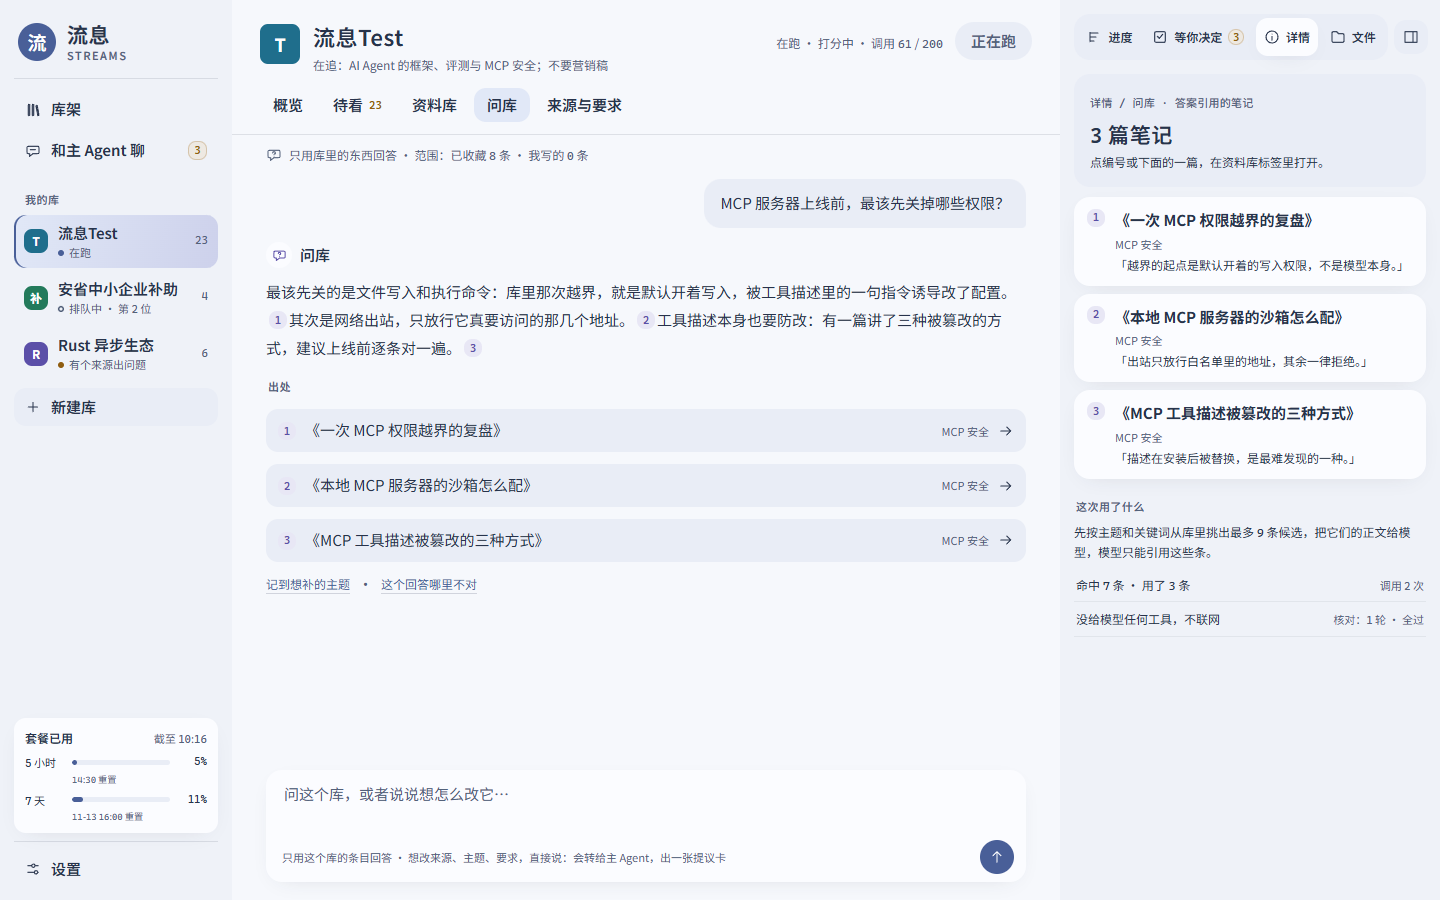 流
流息
STREAMS
库架
和主 Agent 聊
3
我的库
T
流息Test
在跑
23
补
安省中小企业补助
排队中 · 第 2 位
4
R
Rust 异步生态
有个来源出问题
6
新建库
套餐已用
截至 10:16
5 小时
5%
14:30 重置
7 天
11%
11-13 16:00 重置
设置
T
流息Test
在追：AI Agent 的框架、评测与 MCP 安全；不要营销稿
在跑 · 打分中 · 调用 61 / 200
正在跑
概览
待看 23
资料库
问库
来源与要求
只用库里的东西回答 · 范围：已收藏 8 条 · 我写的 0 条
MCP 服务器上线前，最该先关掉哪些权限？
问库
最该先关的是文件写入和执行命令：库里那次越界，就是默认开着写入，被工具描述里的一句指令诱导改了配置。
1 其次是网络出站，只放行它真要访问的那几个地址。 2 工具描述本身也要防改：有一篇讲了三种被篡改的方
式，建议上线前逐条对一遍。 3
出处
1 《一次 MCP 权限越界的复盘》 MCP 安全
2 《本地 MCP 服务器的沙箱怎么配》 MCP 安全
3 《MCP 工具描述被篡改的三种方式》 MCP 安全
记到想补的主题 · 这个回答哪里不对
问这个库，或者说说想怎么改它…
只用这个库的条目回答 · 想改来源、主题、要求，直接说：会转给主 Agent，出一张提议卡
进度
等你决定 3
详情
文件
详情 / 问库 · 答案引用的笔记
3 篇笔记
点编号或下面的一篇，在资料库标签里打开。
1 《一次 MCP 权限越界的复盘》
MCP 安全
「越界的起点是默认开着的写入权限，不是模型本身。」
2 《本地 MCP 服务器的沙箱怎么配》
MCP 安全
「出站只放行白名单里的地址，其余一律拒绝。」
3 《MCP 工具描述被篡改的三种方式》
MCP 安全
「描述在安装后被替换，是最难发现的一种。」
这次用了什么
先按主题和关键词从库里挑出最多 9 条候选，把它们的正文给模
型，模型只能引用这些条。
命中 7 条 · 用了 3 条
调用 2 次
没给模型任何工具，不联网
核对：1 轮 · 全过